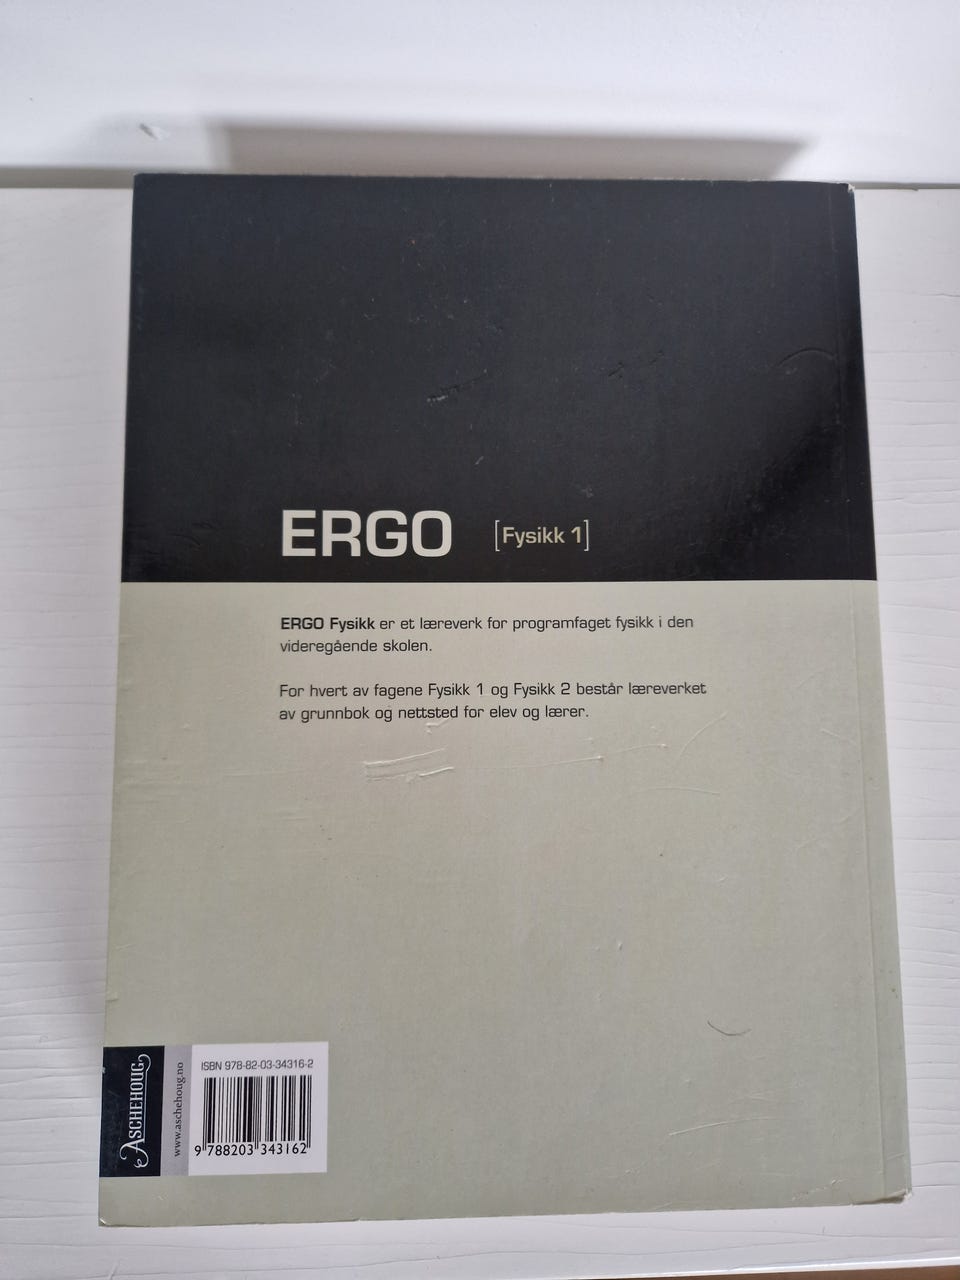 ERGO [Fysikk 1]
ERGO Fysikk er et læreverk for programfaget fysikk i den
videregående skolen.
For hvert av fagene Fysikk 1 og Fysikk 2 består læreverket
av grunnbok og nettsted for elev og lærer.
ASCHEHOUG
www.aschehoug.no
ISBN 978-82-03-34316-2
9 788203 343162